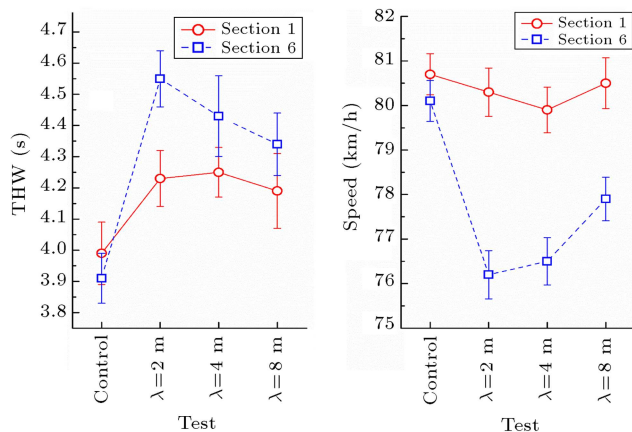 Section 1
Section 6
4.7
4.6
4.5
4.4
4.3
4.2
4.1
4.0
3.9
3.8
THW (s)
Control
λ=2 m
λ=4 m
λ=8 m
Test
Section 1
Section 6
82
81
80
79
78
77
76
75
Speed (km/h)
Control
λ=2 m
λ=4 m
λ=8 m
Test